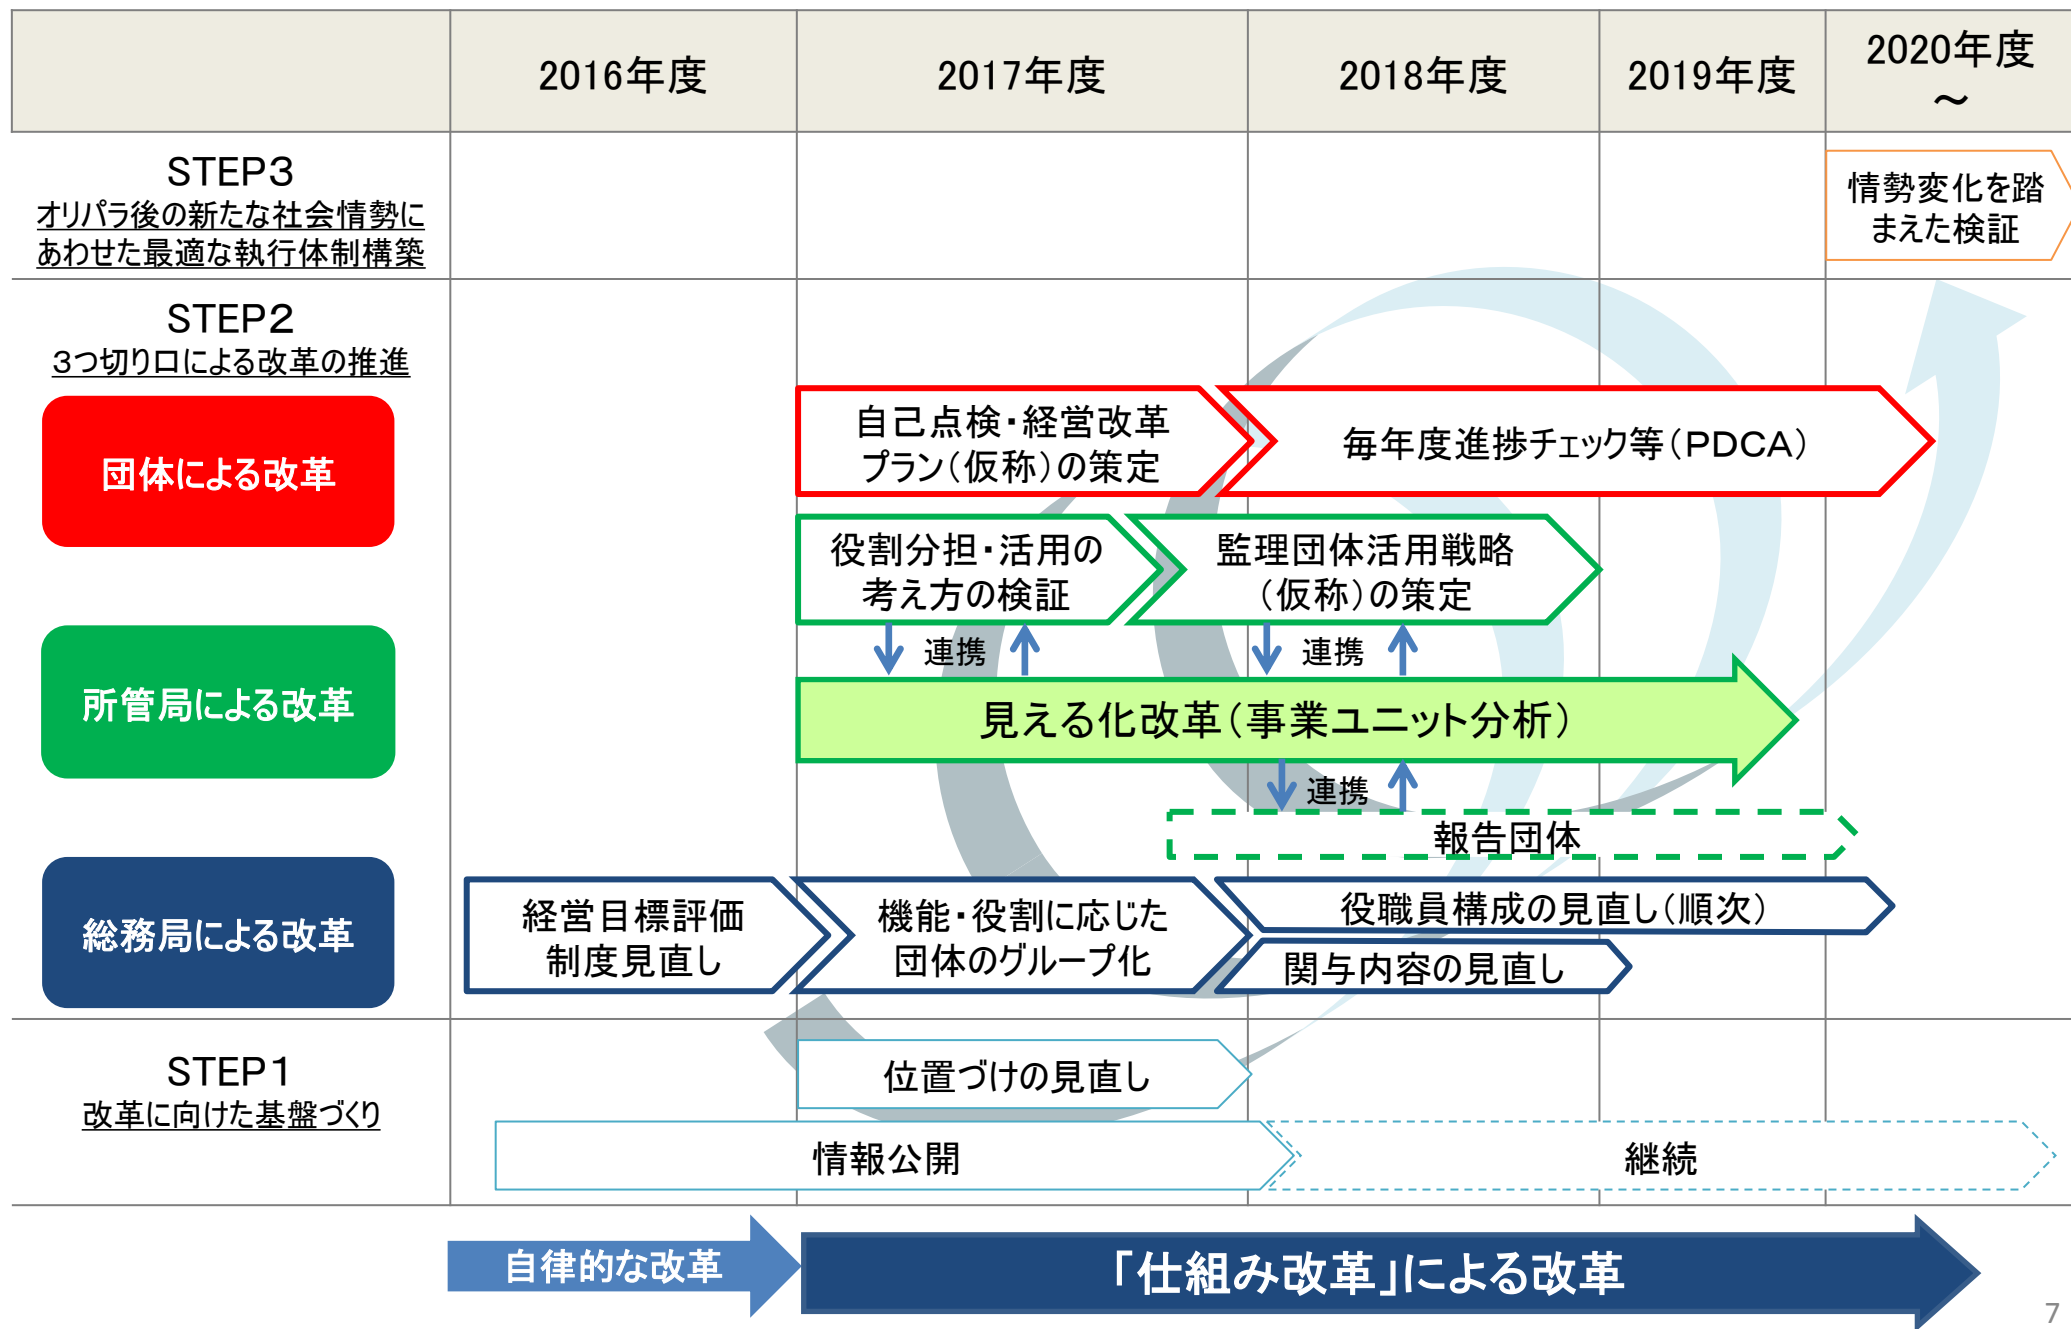 2016年度
2017年度
2018年度
2019年度
2020年度
～
STEP3
オリパラ後の新たな社会情勢に
あわせた最適な執行体制構築
情勢変化を踏
まえた検証
STEP2
3つ切り口による改革の推進
団体による改革
自己点検・経営改革
プラン（仮称）の策定
毎年度進捗チェック等（PDCA）
役割分担・活用の
考え方の検証
監理団体活用戦略
（仮称）の策定
連携
連携
所管局による改革
見える化改革（事業ユニット分析）
連携
報告団体
総務局による改革
経営目標評価
制度見直し
機能・役割に応じた
団体のグループ化
役職員構成の見直し（順次）
関与内容の見直し
STEP1
改革に向けた基盤づくり
位置づけの見直し
情報公開
継続
自律的な改革
「仕組み改革」による改革
7